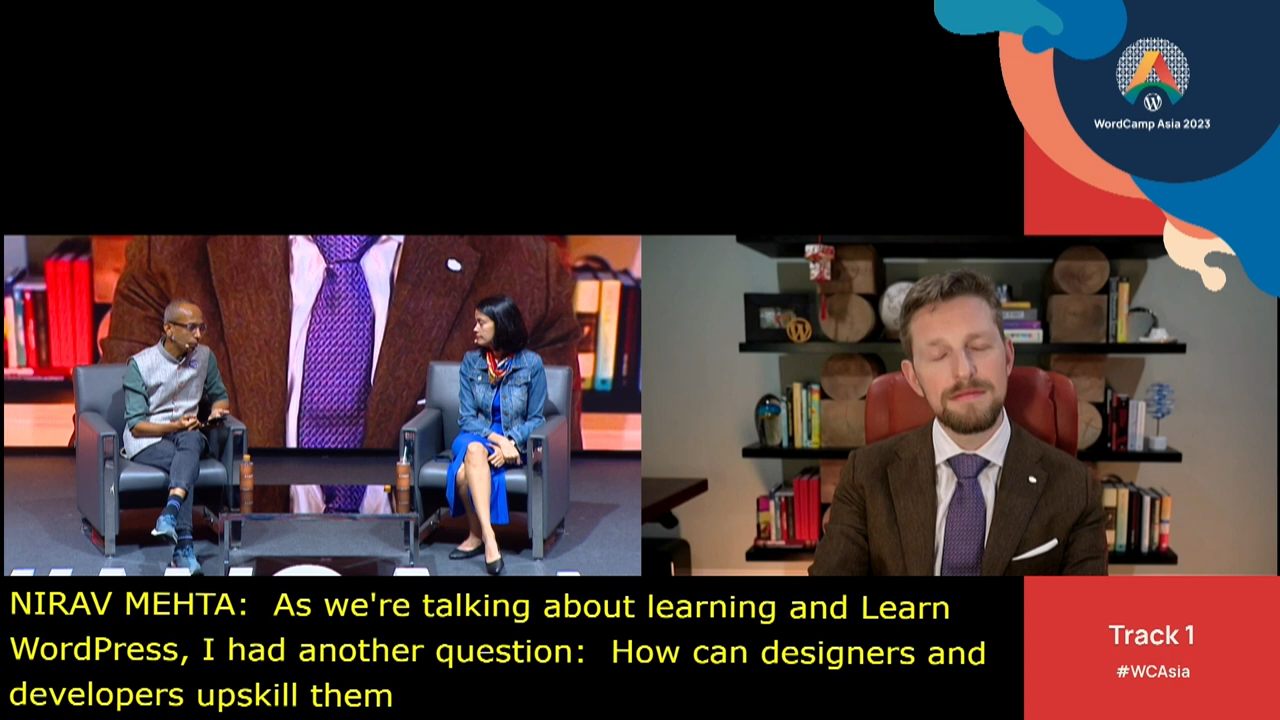 WordCamp Asia 2023
NIRAV MEHTA:  As we're talking about learning and Learn
WordPress, I had another question:  How can designers and
developers upskill them
Track 1
#WCAsia